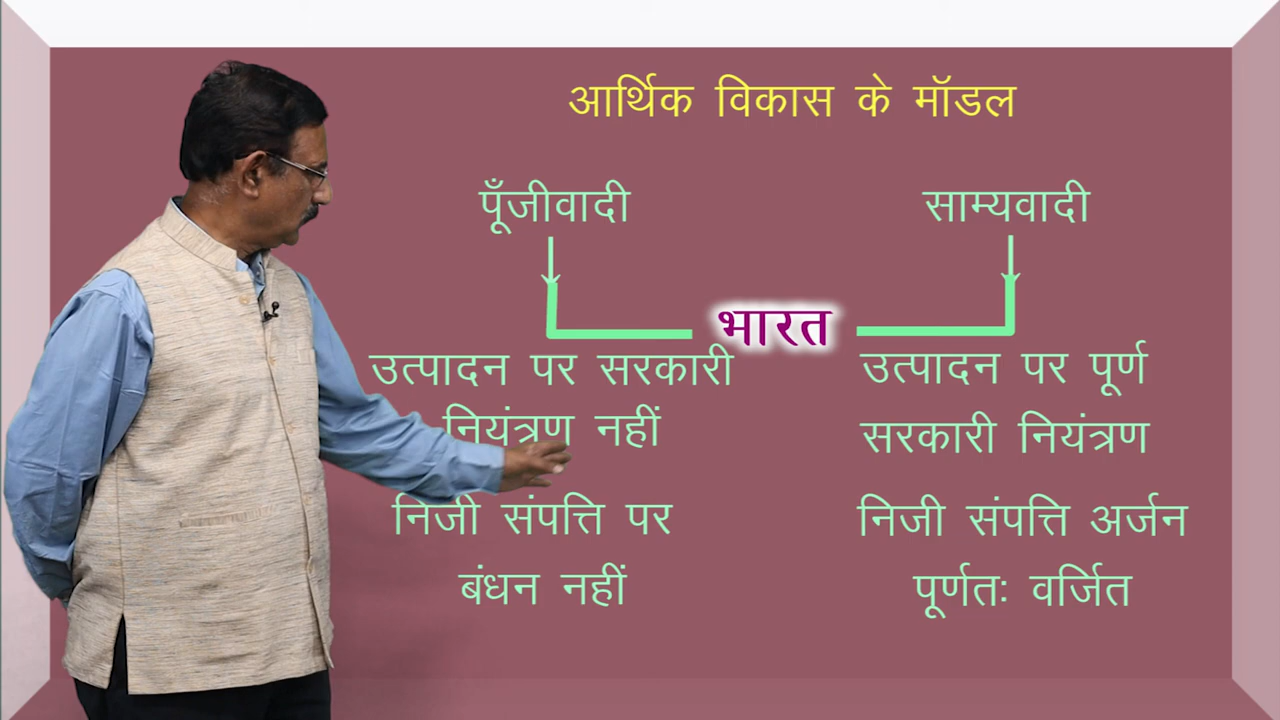 आर्थिक विकास के मॉडल
पूँजीवादी
साम्यवादी
भारत
उत्पादन पर सरकारी
नियंत्रण नहीं
निजी संपत्ति पर
बंधन नहीं
उत्पादन पर पूर्ण
सरकारी नियंत्रण
निजी संपत्ति अर्जन
पूर्णतः वर्जित